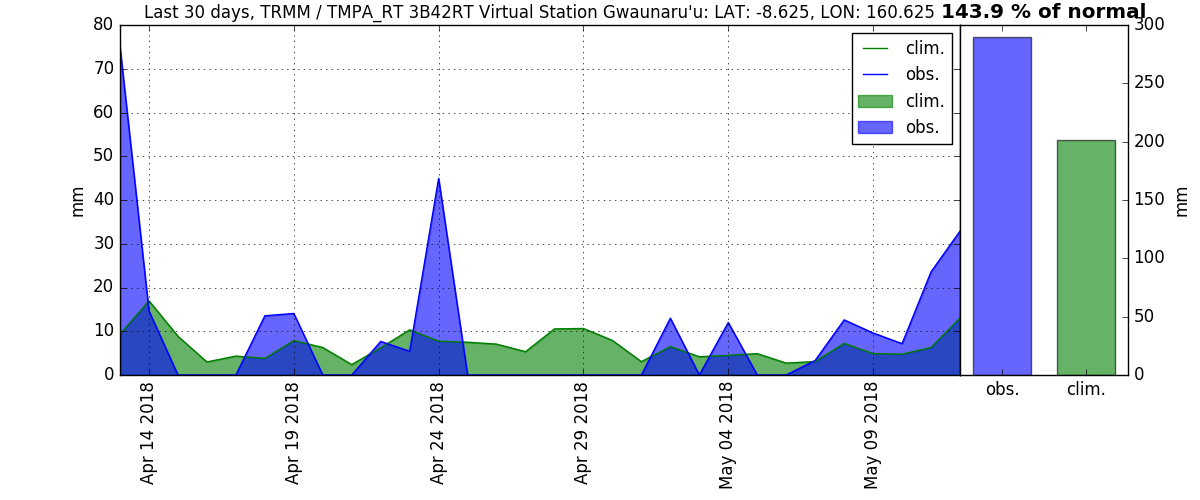 Last 30 days, TRMM / TMPA_RT 3B42RT Virtual Station Gwaunaru'u: LAT: -8.625, LON: 160.625 143.9 % of normal
80
70
60
50
40
30
20
10
0
mm
clim.
obs.
clim.
obs.
Apr 14 2018
Apr 19 2018
Apr 24 2018
Apr 29 2018
May 04 2018
May 09 2018
300
250
200
150
100
50
0
mm
obs.
clim.